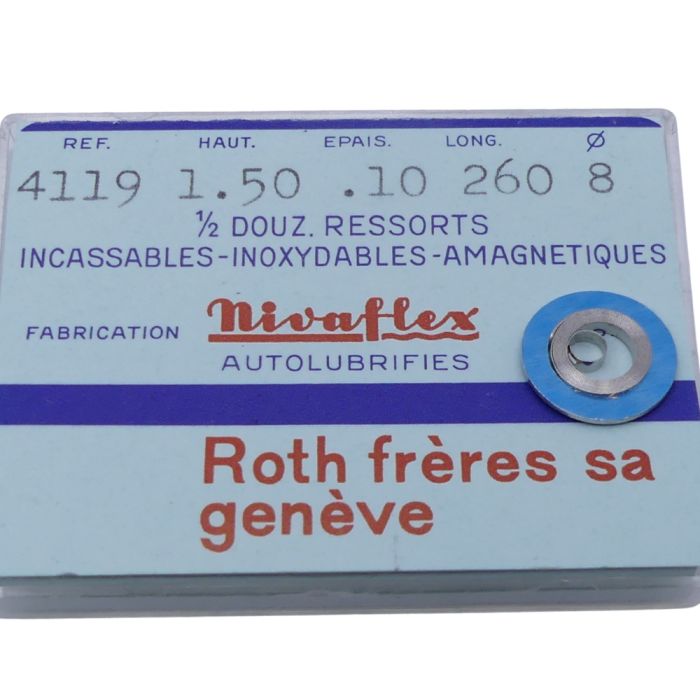 REF. HAUT. EPAIS. LONG. Ø
4119 1.50 .10 260 8
½ DOUZ. RESSORTS
INCASSABLES-INOXYDABLES-AMAGNETIQUES
FABRICATION Nivaflex
AUTOLUBRIFIES
Roth frères sa
genève